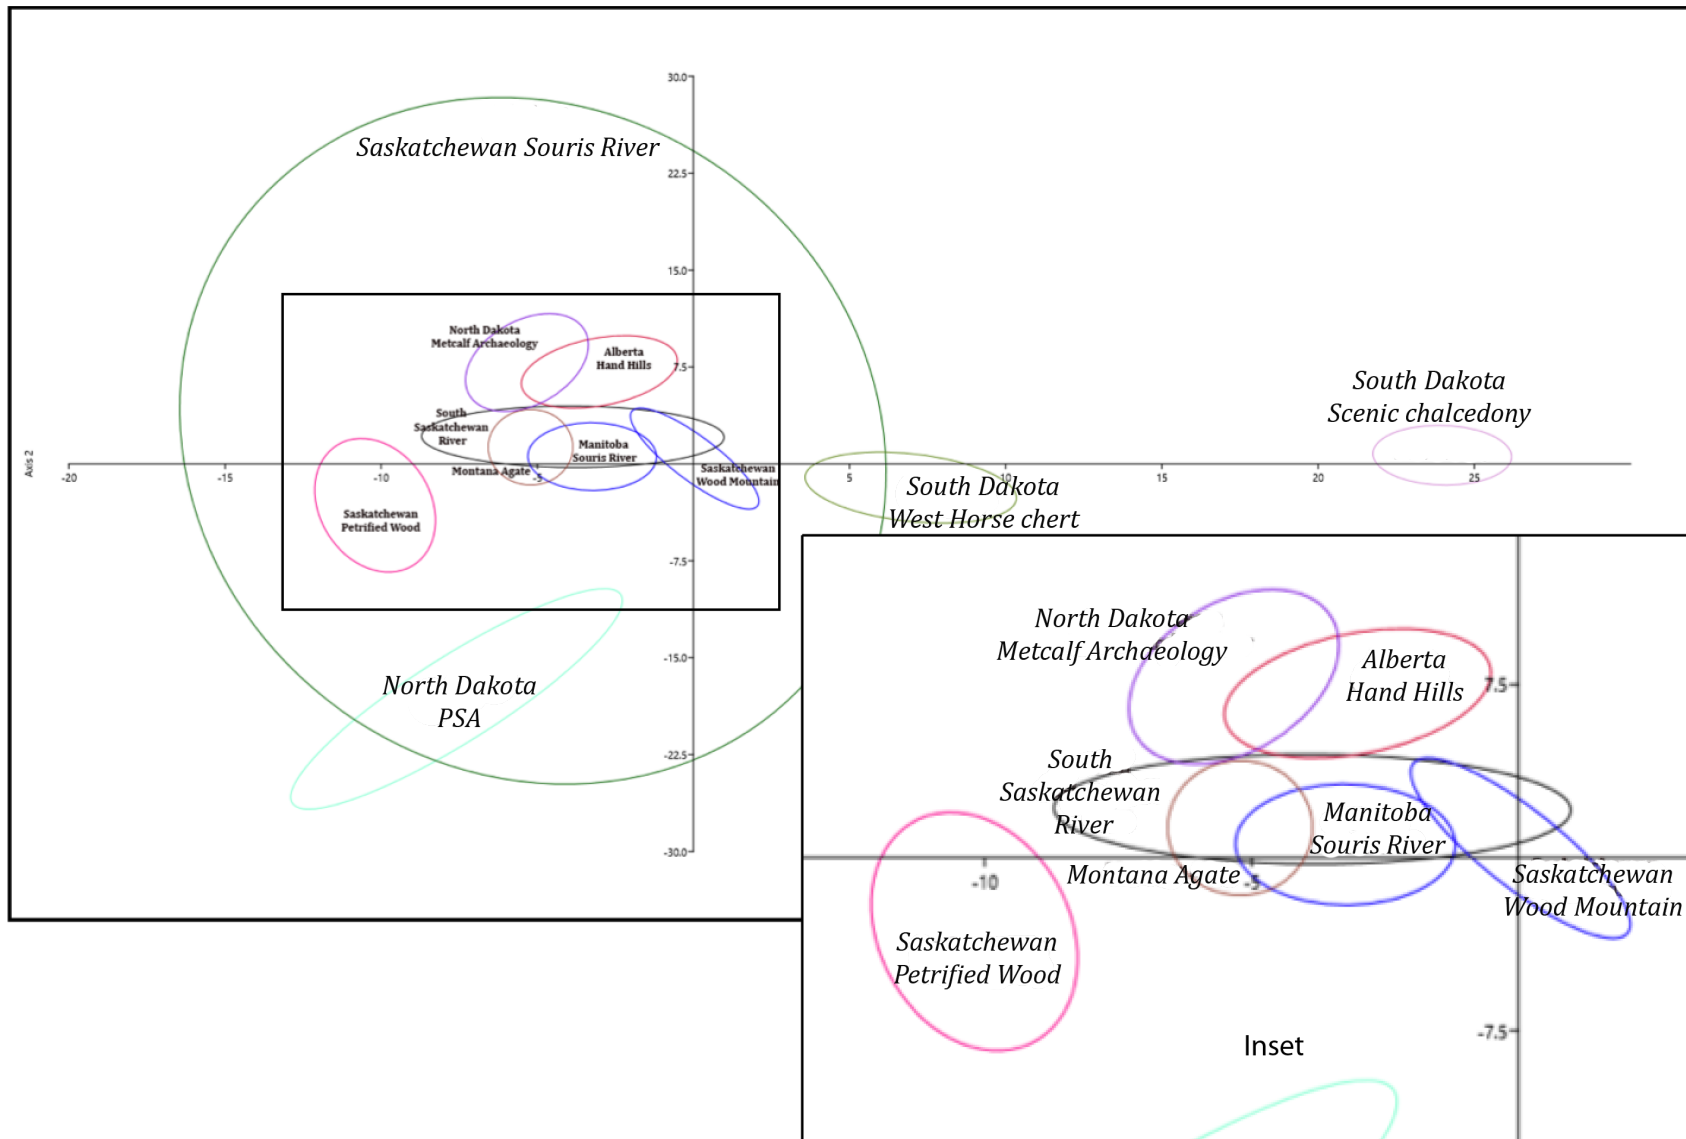 30.0
Saskatchewan Souris River
22.5
15.0
North Dakota
Metcalf Archaeology
Alberta
Hand Hills
7.5
South Dakota
Scenic chalcedony
South
Saskatchewan
River
Manitoba
Souris River
Axis 2
Montana Agate
Saskatchewan
Wood Mountain
-20
-15
-10
-5
5
10
15
20
25
South Dakota
West Horse chert
Saskatchewan
Petrified Wood
-7.5
-15.0
North Dakota
PSA
-22.5
-30.0
North Dakota
Metcalf Archaeology
Alberta
Hand Hills
7.5
South
Saskatchewan
River
Manitoba
Souris River
Montana Agate
-10
-5
Saskatchewan
Wood Mountain
Saskatchewan
Petrified Wood
-7.5
Inset